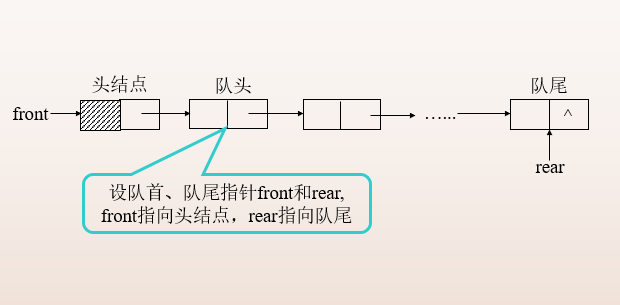 头结点
队头
队尾
front
…...
^
rear
设队首、队尾指针front和rear,
front指向头结点，rear指向队尾